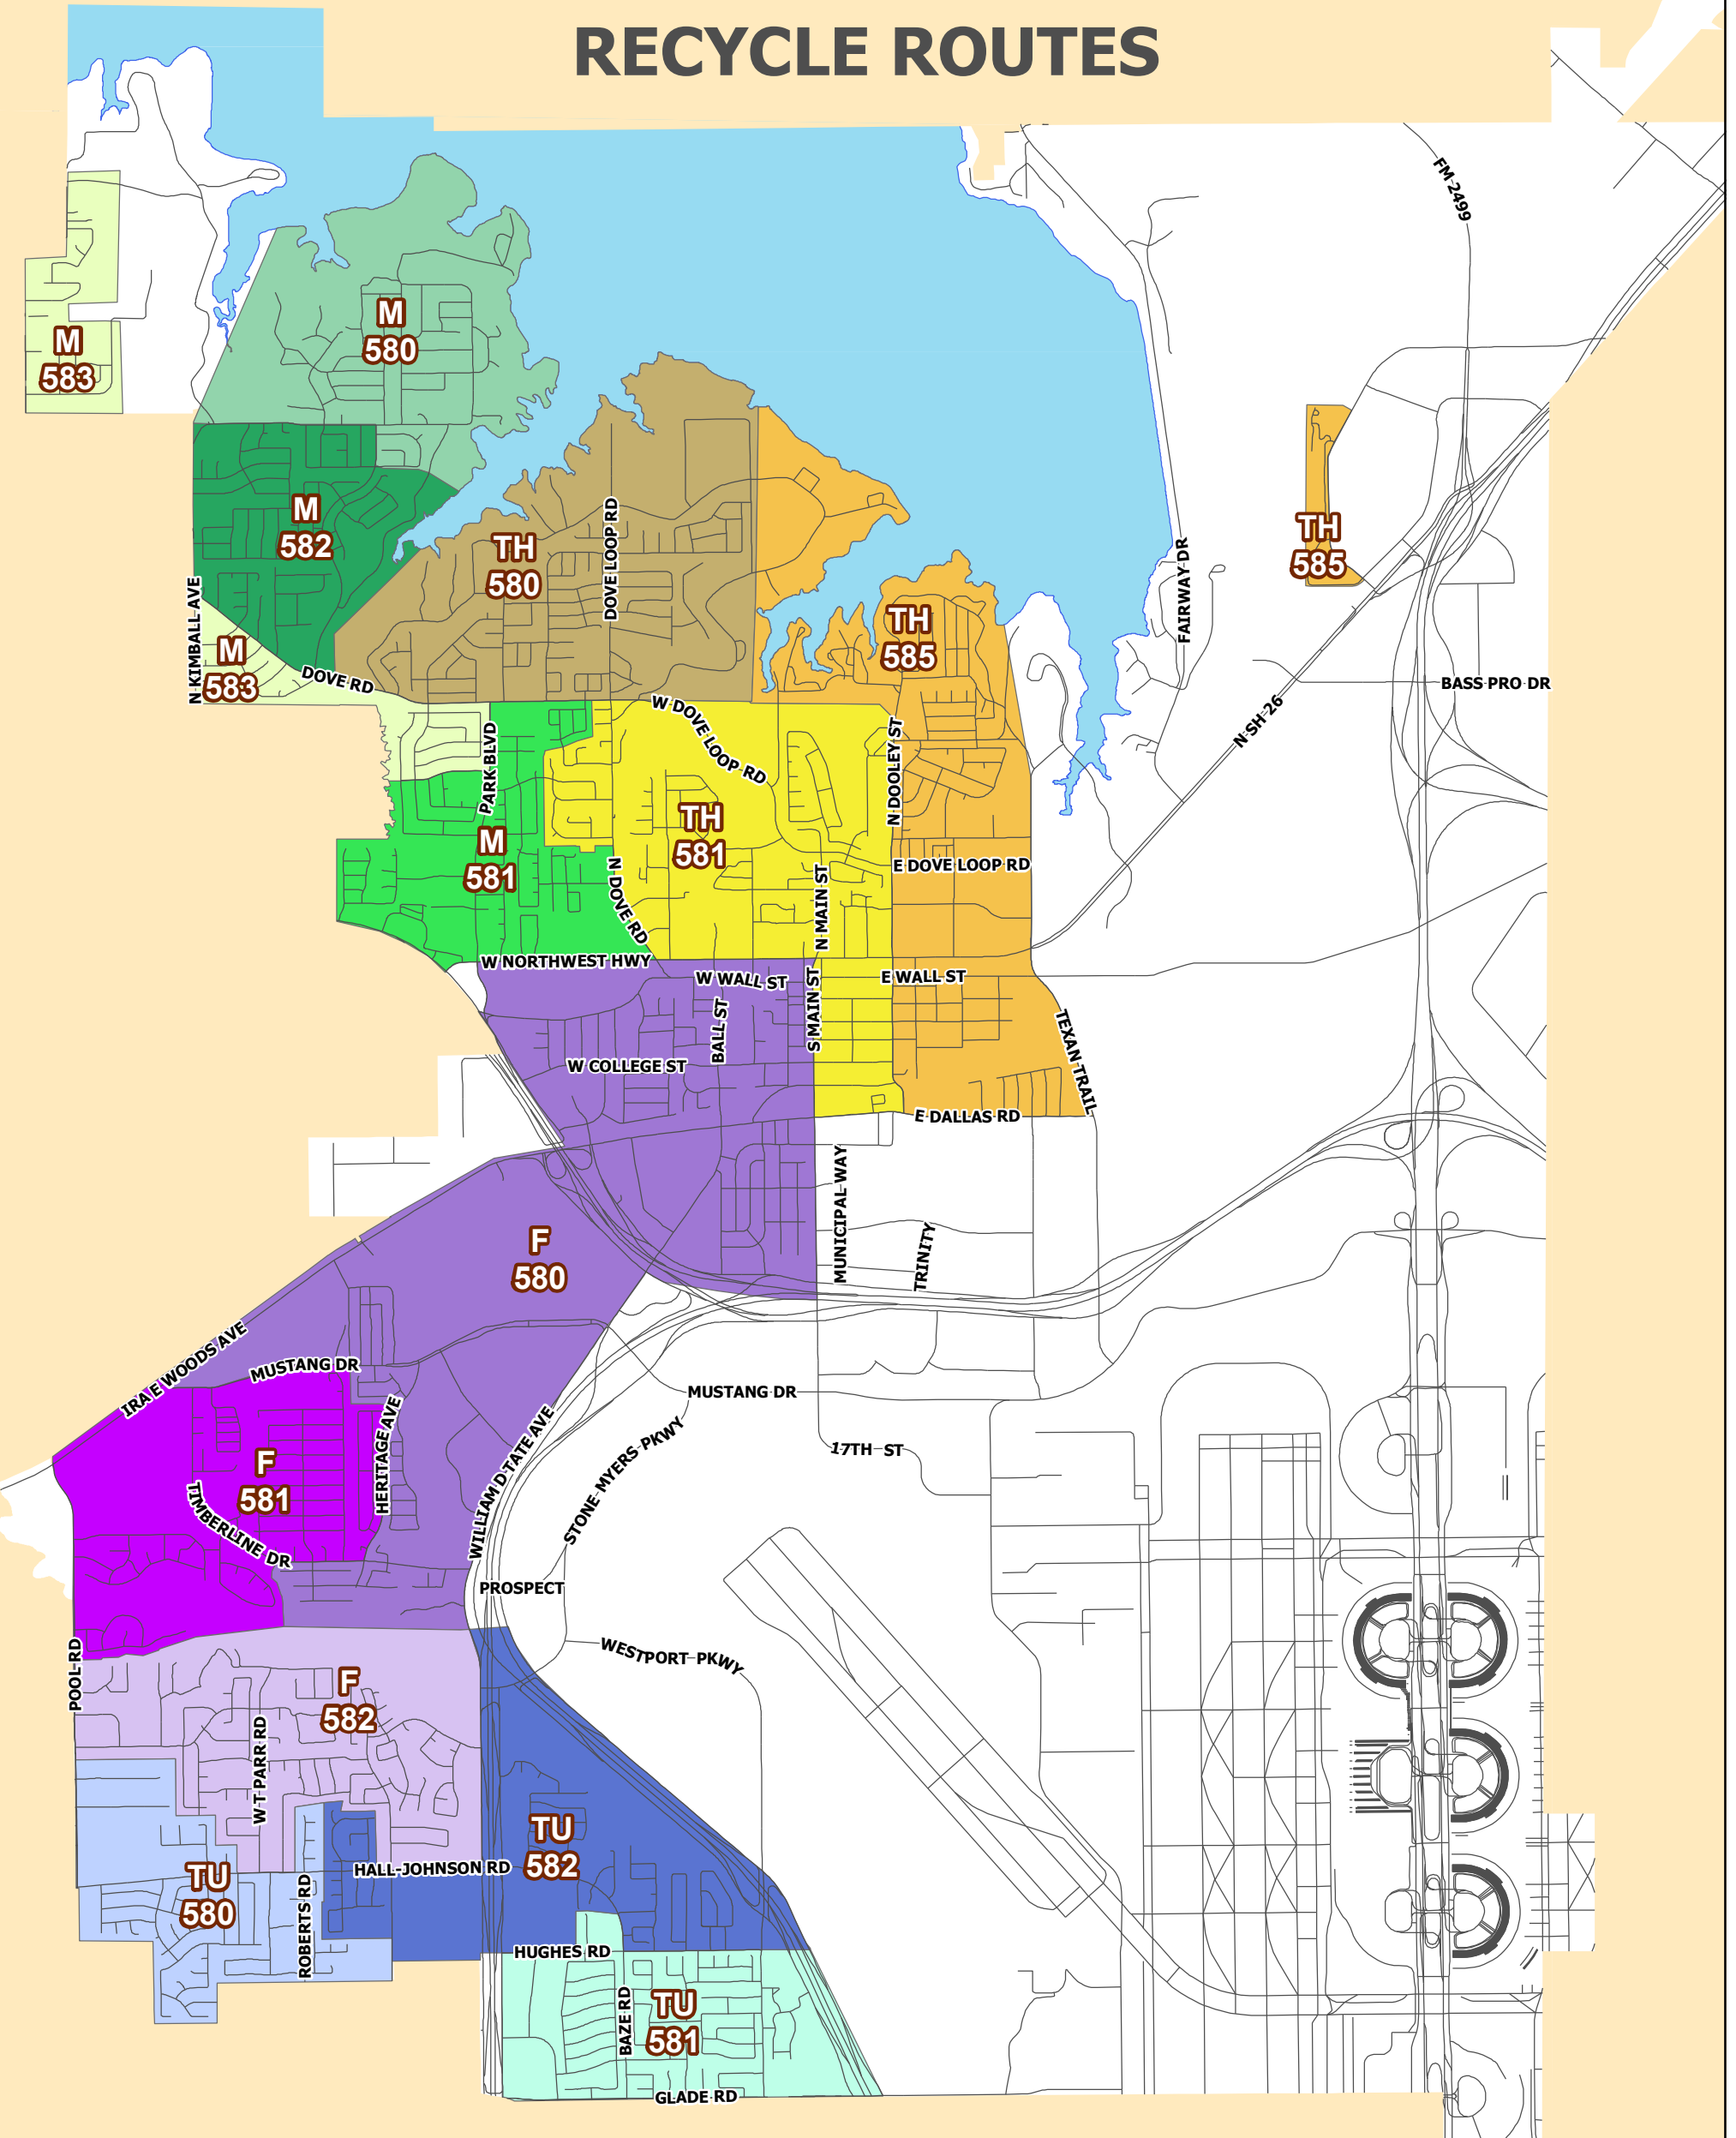 RECYCLE ROUTES
FM 2499
M
580
M
583
M
582
TH
580
DOVE LOOP RD
TH
585
FAIRWAY DR
TH
585
N KIMBALL AVE
M
583
DOVE RD
BASS PRO DR
N SH 26
W DOVE LOOP RD
PARK BLVD
N DOOLEY ST
TH
581
M
581
E DOVE LOOP RD
N DOVE RD
N MAIN ST
W NORTHWEST HWY
W WALL ST
E WALL ST
S MAIN ST
BALL ST
TEXAN TRAIL
W COLLEGE ST
E DALLAS RD
MUNICIPAL WAY
TRINITY
F
580
IRA E WOODS AVE
MUSTANG DR
MUSTANG DR
HERITAGE AVE
WILLIAM D TATE AVE
STONE-MYERS PKWY
17TH ST
F
581
TIMBERLINE DR
PROSPECT
WESTPORT PKWY
POOL RD
F
582
W T PARR RD
TU
582
HALL-JOHNSON RD
TU
580
ROBERTS RD
HUGHES RD
BAZE RD
TU
581
GLADE RD